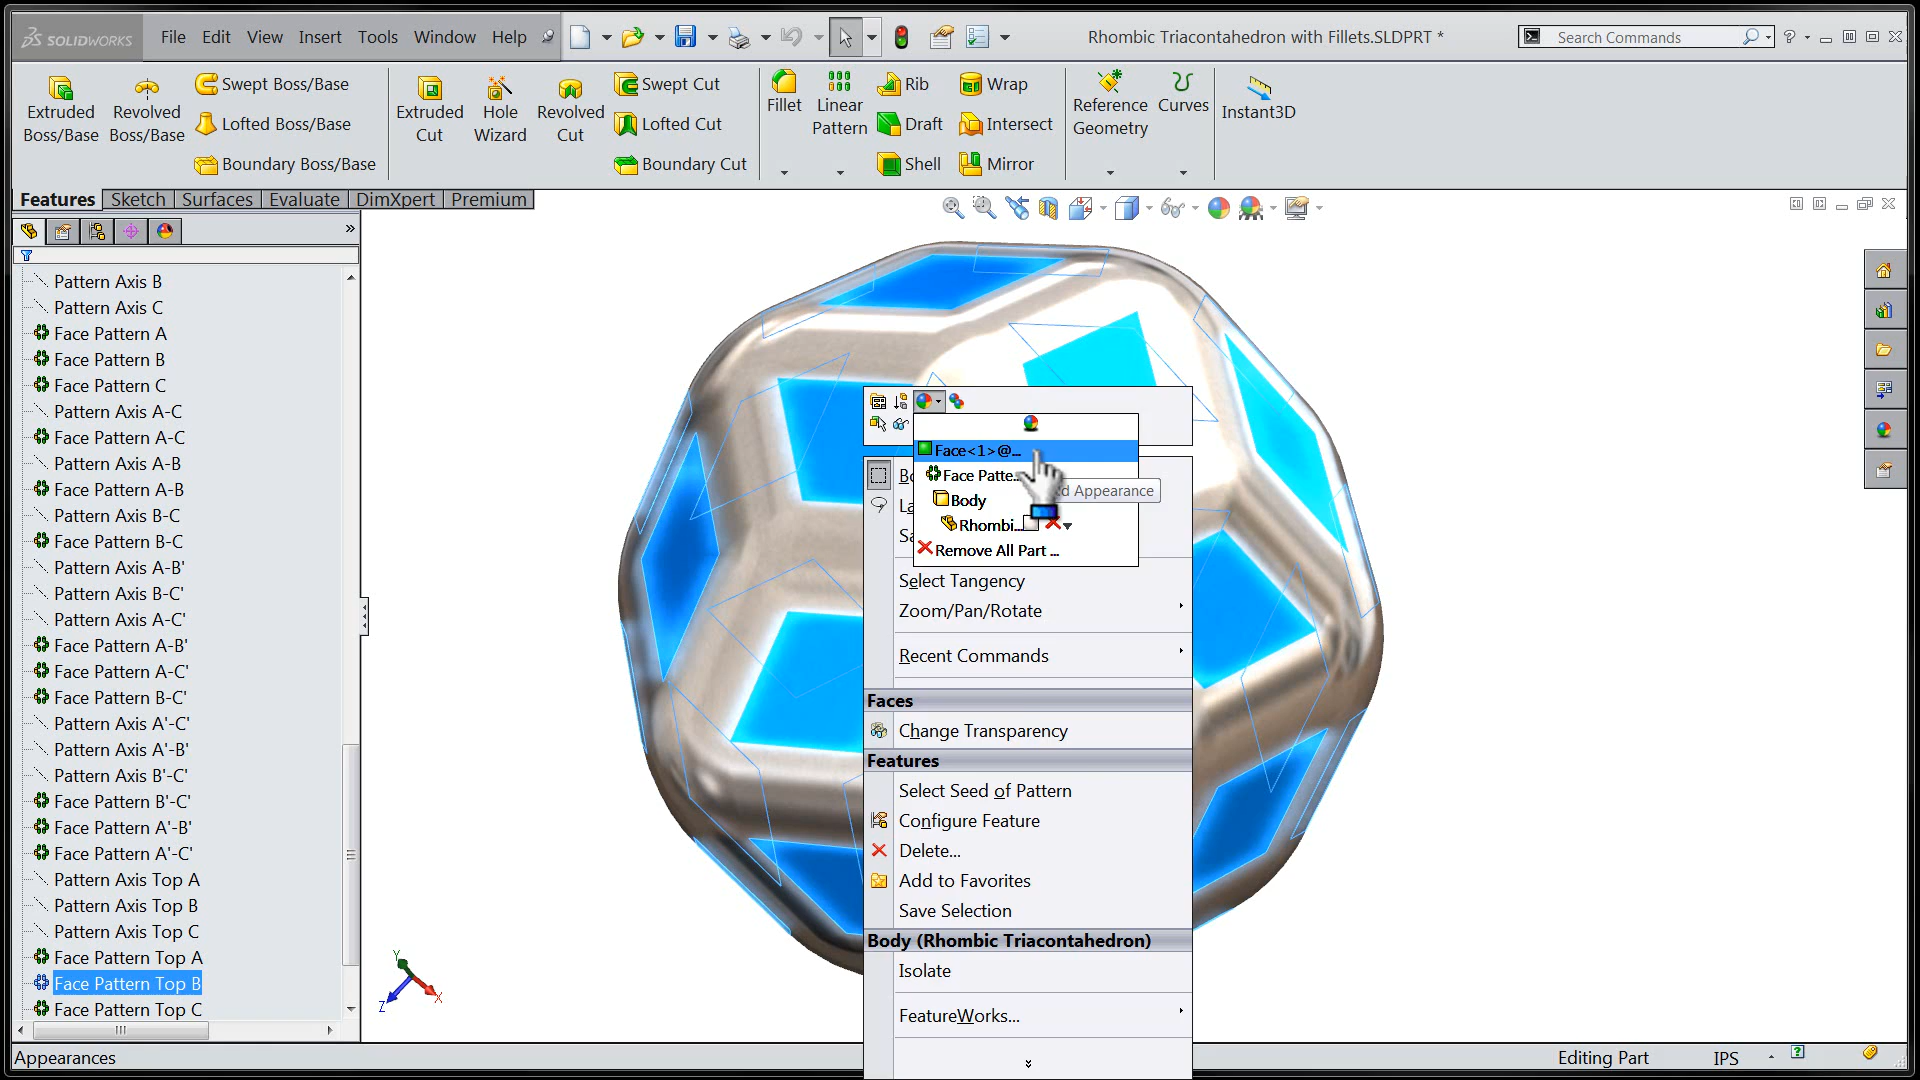 SOLIDWORKS File Edit View Insert Tools Window Help Rhombic Triacontahedron with Fillets.SLDPRT * Search Commands
Extruded Boss/Base
Revolved Boss/Base
Swept Boss/Base
Lofted Boss/Base
Boundary Boss/Base
Extruded Cut
Hole Wizard
Revolved Cut
Swept Cut
Lofted Cut
Boundary Cut
Fillet
Linear Pattern
Rib
Draft
Shell
Wrap
Intersect
Mirror
Reference Geometry
Curves
Instant3D
Features Sketch Surfaces Evaluate DimXpert Premium
Pattern Axis B
Pattern Axis C
Face Pattern A
Face Pattern B
Face Pattern C
Pattern Axis A-C
Face Pattern A-C
Pattern Axis A-B
Face Pattern A-B
Pattern Axis B-C
Face Pattern B-C
Pattern Axis A-B'
Pattern Axis B-C'
Pattern Axis A-C'
Face Pattern A-B'
Face Pattern A-C'
Face Pattern B-C'
Pattern Axis A'-C'
Pattern Axis A'-B'
Pattern Axis B'-C'
Face Pattern B'-C'
Face Pattern A'-B'
Face Pattern A'-C'
Pattern Axis Top A
Pattern Axis Top B
Pattern Axis Top C
Face Pattern Top A
Face Pattern Top B
Face Pattern Top C
Face<1>@...
Face Patte...
Appearance
Body
Rhombi...
Remove All Part ...
Select Tangency
Zoom/Pan/Rotate
Recent Commands
Faces
Change Transparency
Features
Select Seed of Pattern
Configure Feature
Delete...
Add to Favorites
Save Selection
Body (Rhombic Triacontahedron)
Isolate
FeatureWorks...
Y
X
Z
Appearances Editing Part IPS